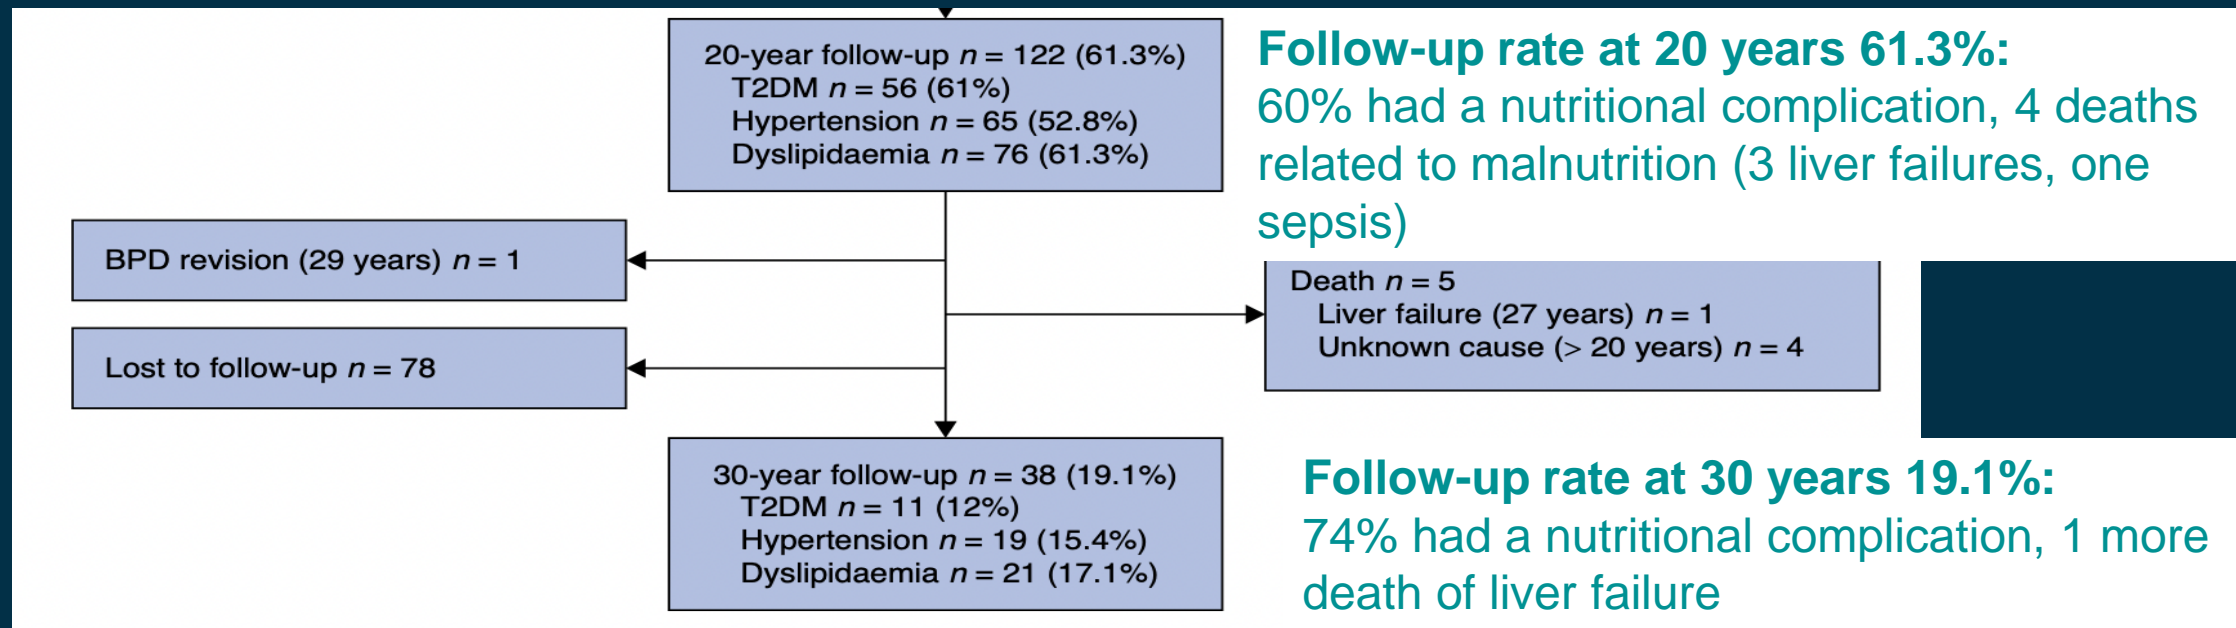 20-year follow-up n = 122 (61.3%)
T2DM n = 56 (61%)
Hypertension n = 65 (52.8%)
Dyslipidaemia n = 76 (61.3%)
Follow-up rate at 20 years 61.3%:
60% had a nutritional complication, 4 deaths
related to malnutrition (3 liver failures, one
sepsis)
BPD revision (29 years) n = 1
Death n = 5
Liver failure (27 years) n = 1
Unknown cause (> 20 years) n = 4
Lost to follow-up n = 78
30-year follow-up n = 38 (19.1%)
T2DM n = 11 (12%)
Hypertension n = 19 (15.4%)
Dyslipidaemia n = 21 (17.1%)
Follow-up rate at 30 years 19.1%:
74% had a nutritional complication, 1 more
death of liver failure